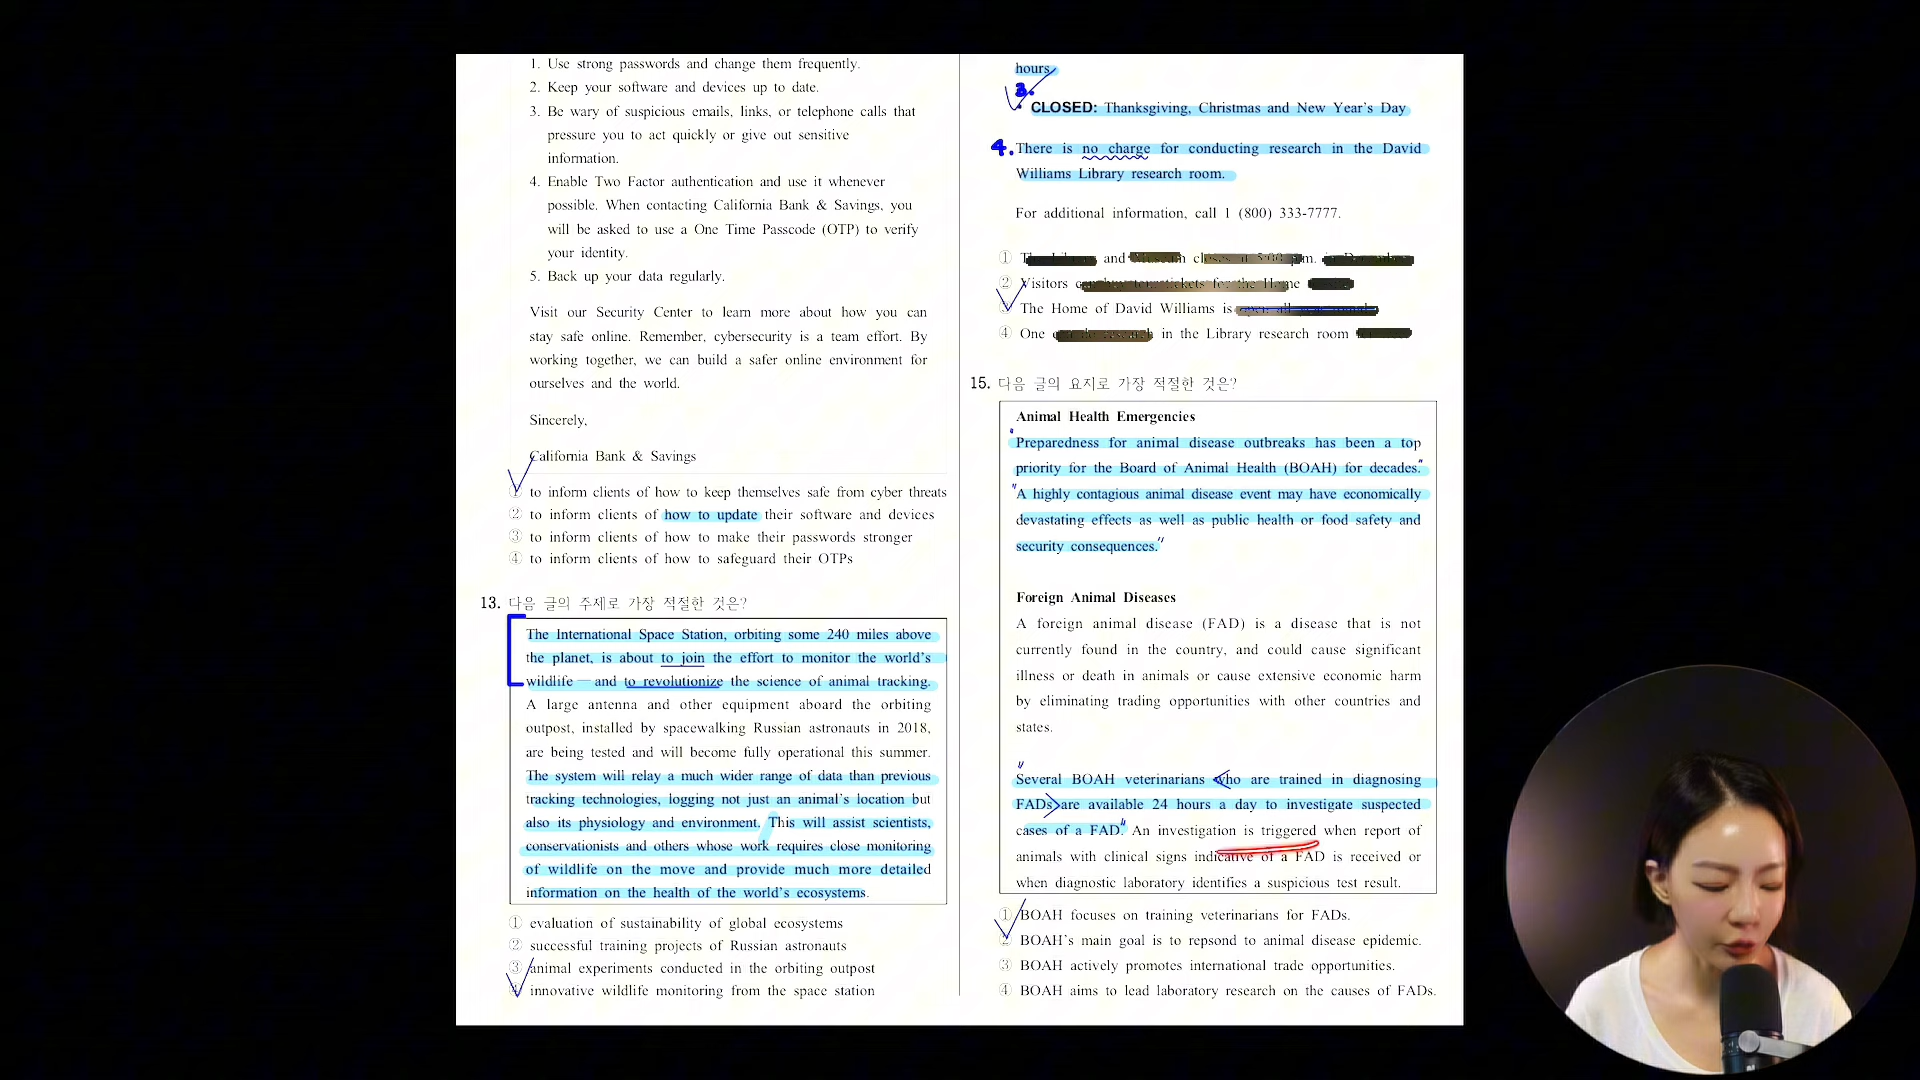 1. Use strong passwords and change them frequently.
2. Keep your software and devices up to date.
3. Be wary of suspicious emails, links, or telephone calls that
pressure you to act quickly or give out sensitive
information.
4. Enable Two Factor authentication and use it whenever
possible. When contacting California Bank & Savings, you
will be asked to use a One Time Passcode (OTP) to verify
your identity.
5. Back up your data regularly.
Visit our Security Center to learn more about how you can
stay safe online. Remember, cybersecurity is a team effort. By
working together, we can build a safer online environment for
ourselves and the world.
Sincerely,
California Bank & Savings
① to inform clients of how to keep themselves safe from cyber threats
② to inform clients of how to update their software and devices
③ to inform clients of how to make their passwords stronger
④ to inform clients of how to safeguard their OTPs
13. 다음 글의 주제로 가장 적절한 것은?
The International Space Station, orbiting some 240 miles above
the planet, is about to join the effort to monitor the world's
wildlife — and to revolutionize the science of animal tracking.
A large antenna and other equipment aboard the orbiting
outpost, installed by spacewalking Russian astronauts in 2018,
are being tested and will become fully operational this summer.
The system will relay a much wider range of data than previous
tracking technologies, logging not just an animal's location but
also its physiology and environment. This will assist scientists,
conservationists and others whose work requires close monitoring
of wildlife on the move and provide much more detailed
information on the health of the world's ecosystems.
① evaluation of sustainability of global ecosystems
② successful training projects of Russian astronauts
③ animal experiments conducted in the orbiting outpost
④ innovative wildlife monitoring from the space station
hours.
3.
• CLOSED: Thanksgiving, Christmas and New Year's Day
4. There is no charge for conducting research in the David
Williams Library research room.
For additional information, call 1 (800) 333-7777.
① and p.m.
② Visitors
③ The Home of David Williams is
④ One in the Library research room
15. 다음 글의 요지로 가장 적절한 것은?
Animal Health Emergencies
"Preparedness for animal disease outbreaks has been a top
priority for the Board of Animal Health (BOAH) for decades."
"A highly contagious animal disease event may have economically
devastating effects as well as public health or food safety and
security consequences."
Foreign Animal Diseases
A foreign animal disease (FAD) is a disease that is not
currently found in the country, and could cause significant
illness or death in animals or cause extensive economic harm
by eliminating trading opportunities with other countries and
states.
"Several BOAH veterinarians <who are trained in diagnosing
FADs> are available 24 hours a day to investigate suspected
cases of a FAD." An investigation is triggered when report of
animals with clinical signs indicative of a FAD is received or
when diagnostic laboratory identifies a suspicious test result.
① BOAH focuses on training veterinarians for FADs.
② BOAH's main goal is to repsond to animal disease epidemic.
③ BOAH actively promotes international trade opportunities.
④ BOAH aims to lead laboratory research on the causes of FADs.